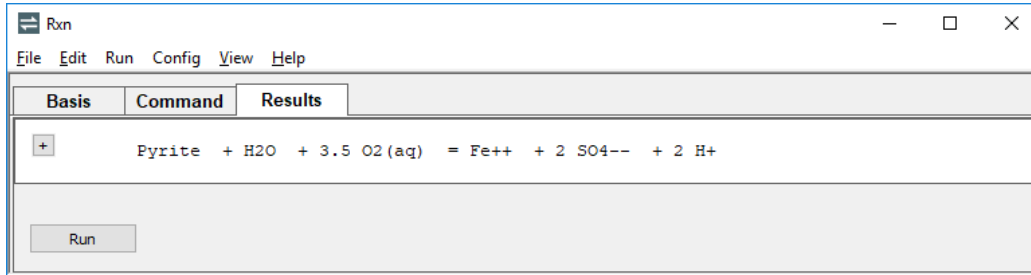 Rxn
File Edit Run Config View Help
Basis Command Results
+ Pyrite + H2O + 3.5 O2(aq) = Fe++ + 2 SO4-- + 2 H+
Run